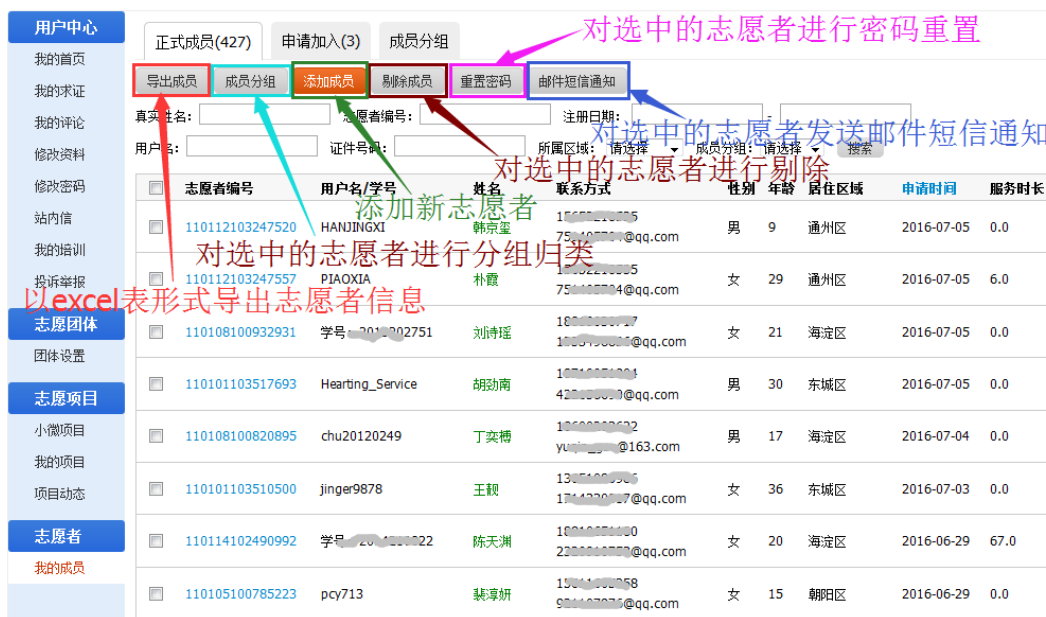 用户中心
我的首页
我的求证
我的评论
修改资料
修改密码
站内信
我的培训
投诉举报
志愿团体
团体设置
志愿项目
小微项目
我的项目
项目动态
志愿者
我的成员
正式成员(427) 申请加入(3) 成员分组
对选中的志愿者进行密码重置
导出成员 成员分组 添加成员 剔除成员 重置密码 邮件短信通知
真实姓名: 志愿者编号: 注册日期: -
对选中的志愿者发送邮件短信通知
用户名: 证件号码: 所属区域: 请选择 成员分组: 请选择 搜索
对选中的志愿者进行剔除
志愿者编号 用户名/学号 姓名 联系方式 性别 年龄 居住区域 申请时间 服务时长
添加新志愿者
110112103247520 HANJINGXI 韩京玺 @qq.com 男 9 通州区 2016-07-05 0.0
对选中的志愿者进行分组归类
110112103247557 PIAOXIA 朴霞 @qq.com 女 29 通州区 2016-07-05 6.0
以excel表形式导出志愿者信息
110108100932931 学号: 202751 刘诗瑶 @qq.com 女 21 海淀区 2016-07-05 0.0
110101103517693 Hearting_Service 胡劲南 @qq.com 男 30 东城区 2016-07-05 0.0
110108100820895 chu20120249 丁奕樽 @163.com 男 17 海淀区 2016-07-04 0.0
110101103510500 jinger9878 王靓 @qq.com 女 36 东城区 2016-07-03 0.0
110114102490992 学号 22 陈天渊 @qq.com 女 20 海淀区 2016-06-29 67.0
110105100785223 pcy713 裴淳妍 @qq.com 女 15 朝阳区 2016-06-29 0.0